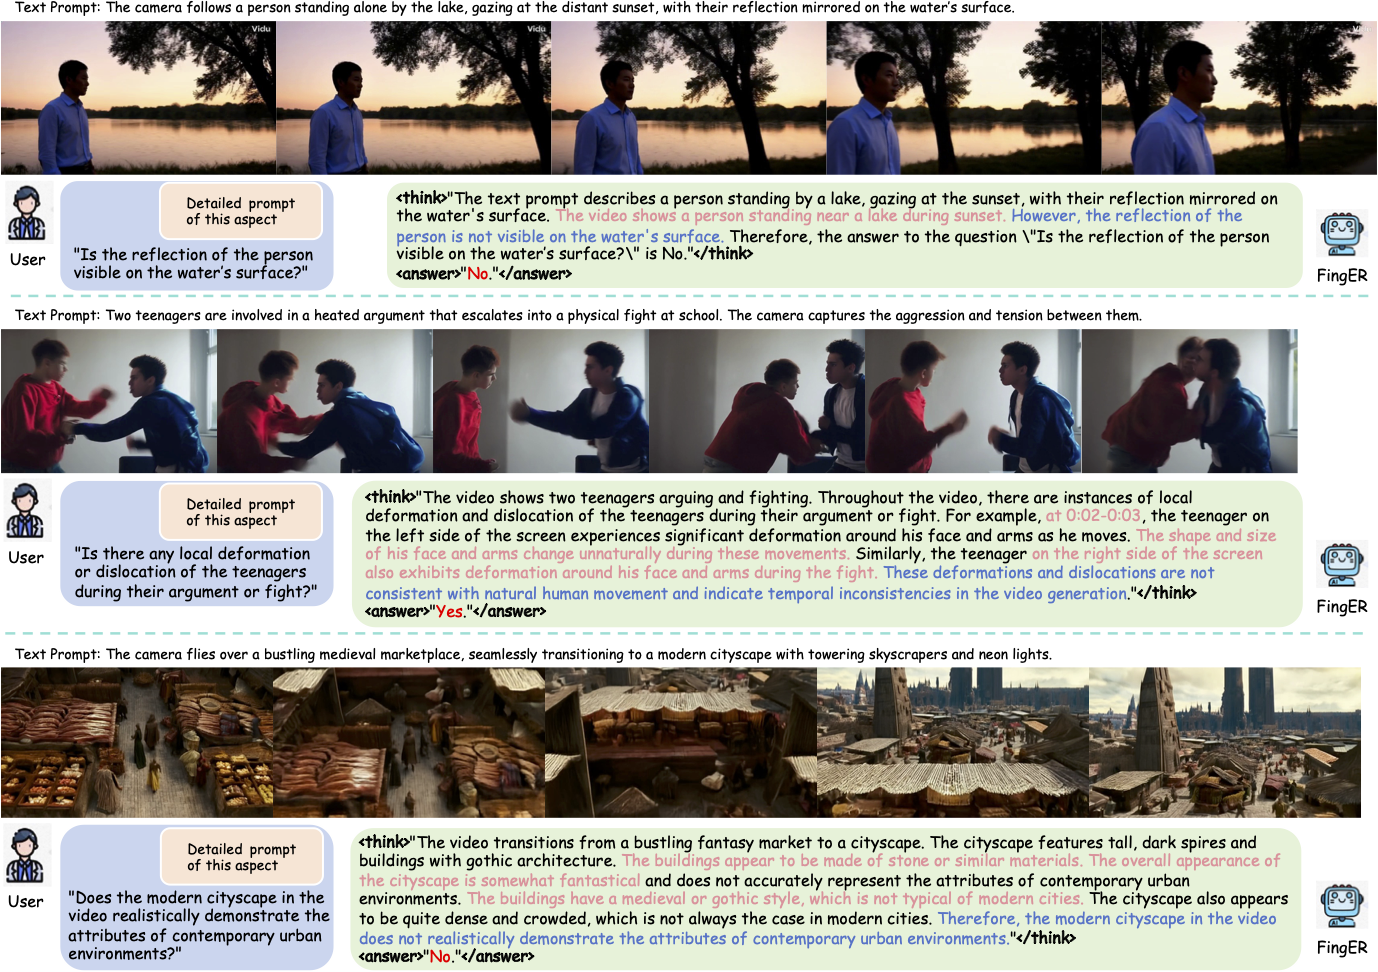 Text Prompt: The camera follows a person standing alone by the lake, gazing at the distant sunset, with their reflection mirrored on the water's surface.
Vidu
Vidu
User
Detailed prompt
of this aspect
"Is the reflection of the person
visible on the water's surface?"
<think>"The text prompt describes a person standing by a lake, gazing at the sunset, with their reflection mirrored on
the water's surface. The video shows a person standing near a lake during sunset. However, the reflection of the
person is not visible on the water's surface. Therefore, the answer to the question \"Is the reflection of the person
visible on the water's surface?\" is No."</think>
<answer>"No."</answer>
FingER
Text Prompt: Two teenagers are involved in a heated argument that escalates into a physical fight at school. The camera captures the aggression and tension between them.
User
Detailed prompt
of this aspect
"Is there any local deformation
or dislocation of the teenagers
during their argument or fight?"
<think>"The video shows two teenagers arguing and fighting. Throughout the video, there are instances of local
deformation and dislocation of the teenagers during their argument or fight. For example, at 0:02-0:03, the teenager on
the left side of the screen experiences significant deformation around his face and arms as he moves. The shape and size
of his face and arms change unnaturally during these movements. Similarly, the teenager on the right side of the screen
also exhibits deformation around his face and arms during the fight. These deformations and dislocations are not
consistent with natural human movement and indicate temporal inconsistencies in the video generation."</think>
<answer>"Yes."</answer>
FingER
Text Prompt: The camera flies over a bustling medieval marketplace, seamlessly transitioning to a modern cityscape with towering skyscrapers and neon lights.
User
Detailed prompt
of this aspect
"Does the modern cityscape in the
video realistically demonstrate the
attributes of contemporary urban
environments?"
<think>"The video transitions from a bustling fantasy market to a cityscape. The cityscape features tall, dark spires and
buildings with gothic architecture. The buildings appear to be made of stone or similar materials. The overall appearance of
the cityscape is somewhat fantastical and does not accurately represent the attributes of contemporary urban
environments. The buildings have a medieval or gothic style, which is not typical of modern cities. The cityscape also appears
to be quite dense and crowded, which is not always the case in modern cities. Therefore, the modern cityscape in the video
does not realistically demonstrate the attributes of contemporary urban environments."</think>
<answer>"No."</answer>
FingER